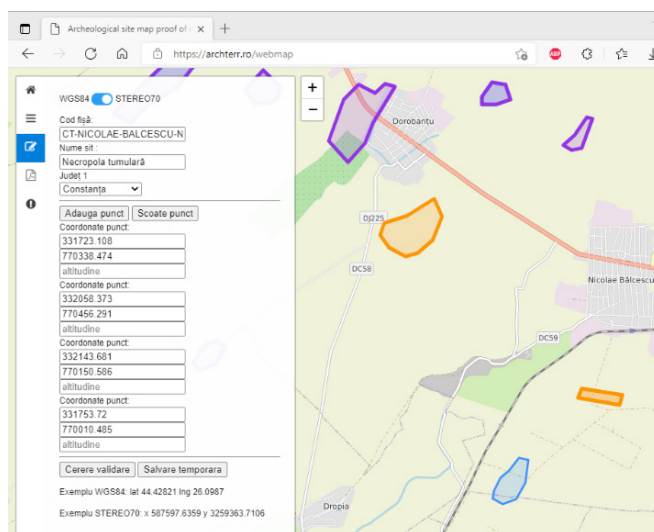 Archeological site map proof of c
https://archterr.ro/webmap
ABP
WGS84 STEREO70
Cod fişă:
CT-NICOLAE-BALCESCU-N
Nume sit :
Necropola tumulară
Județ 1
Constanța
Adauga punct Scoate punct
Coordonate punct:
331723.108
770338.474
altitudine
Coordonate punct:
332058.373
770456.291
altitudine
Coordonate punct:
332143.681
770150.586
altitudine
Coordonate punct:
331753.72
770010.485
altitudine
Cerere validare Salvare temporara
Exemplu WGS84: lat 44.42821 lng 26.0987
Exemplu STEREO70: x 587597.6359 y 3259363.7106
+
−
Dorobanțu
DJ225
DC58
Nicolae Bălcescu
DC59
Dropia